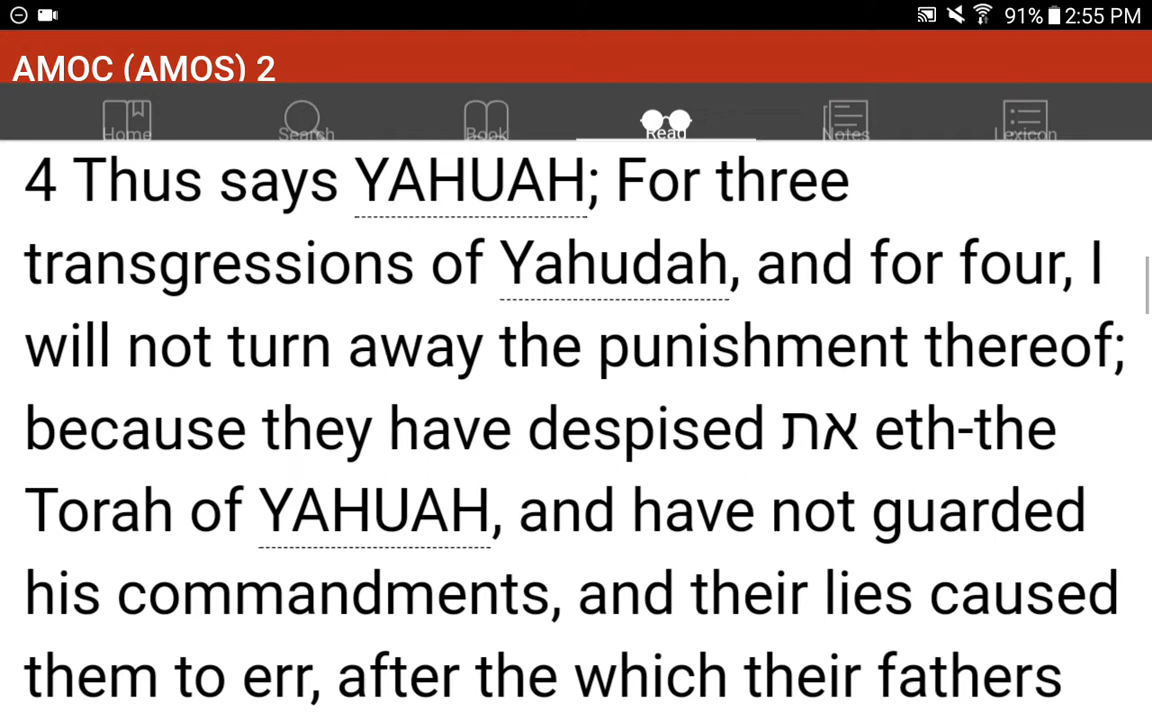 91% 2:55 PM
AMOC (AMOS) 2
Home Search Book Read Notes Lexicon
4 Thus says YAHUAH; For three
transgressions of Yahudah, and for four, I
will not turn away the punishment thereof;
because they have despised את eth-the
Torah of YAHUAH, and have not guarded
his commandments, and their lies caused
them to err, after the which their fathers